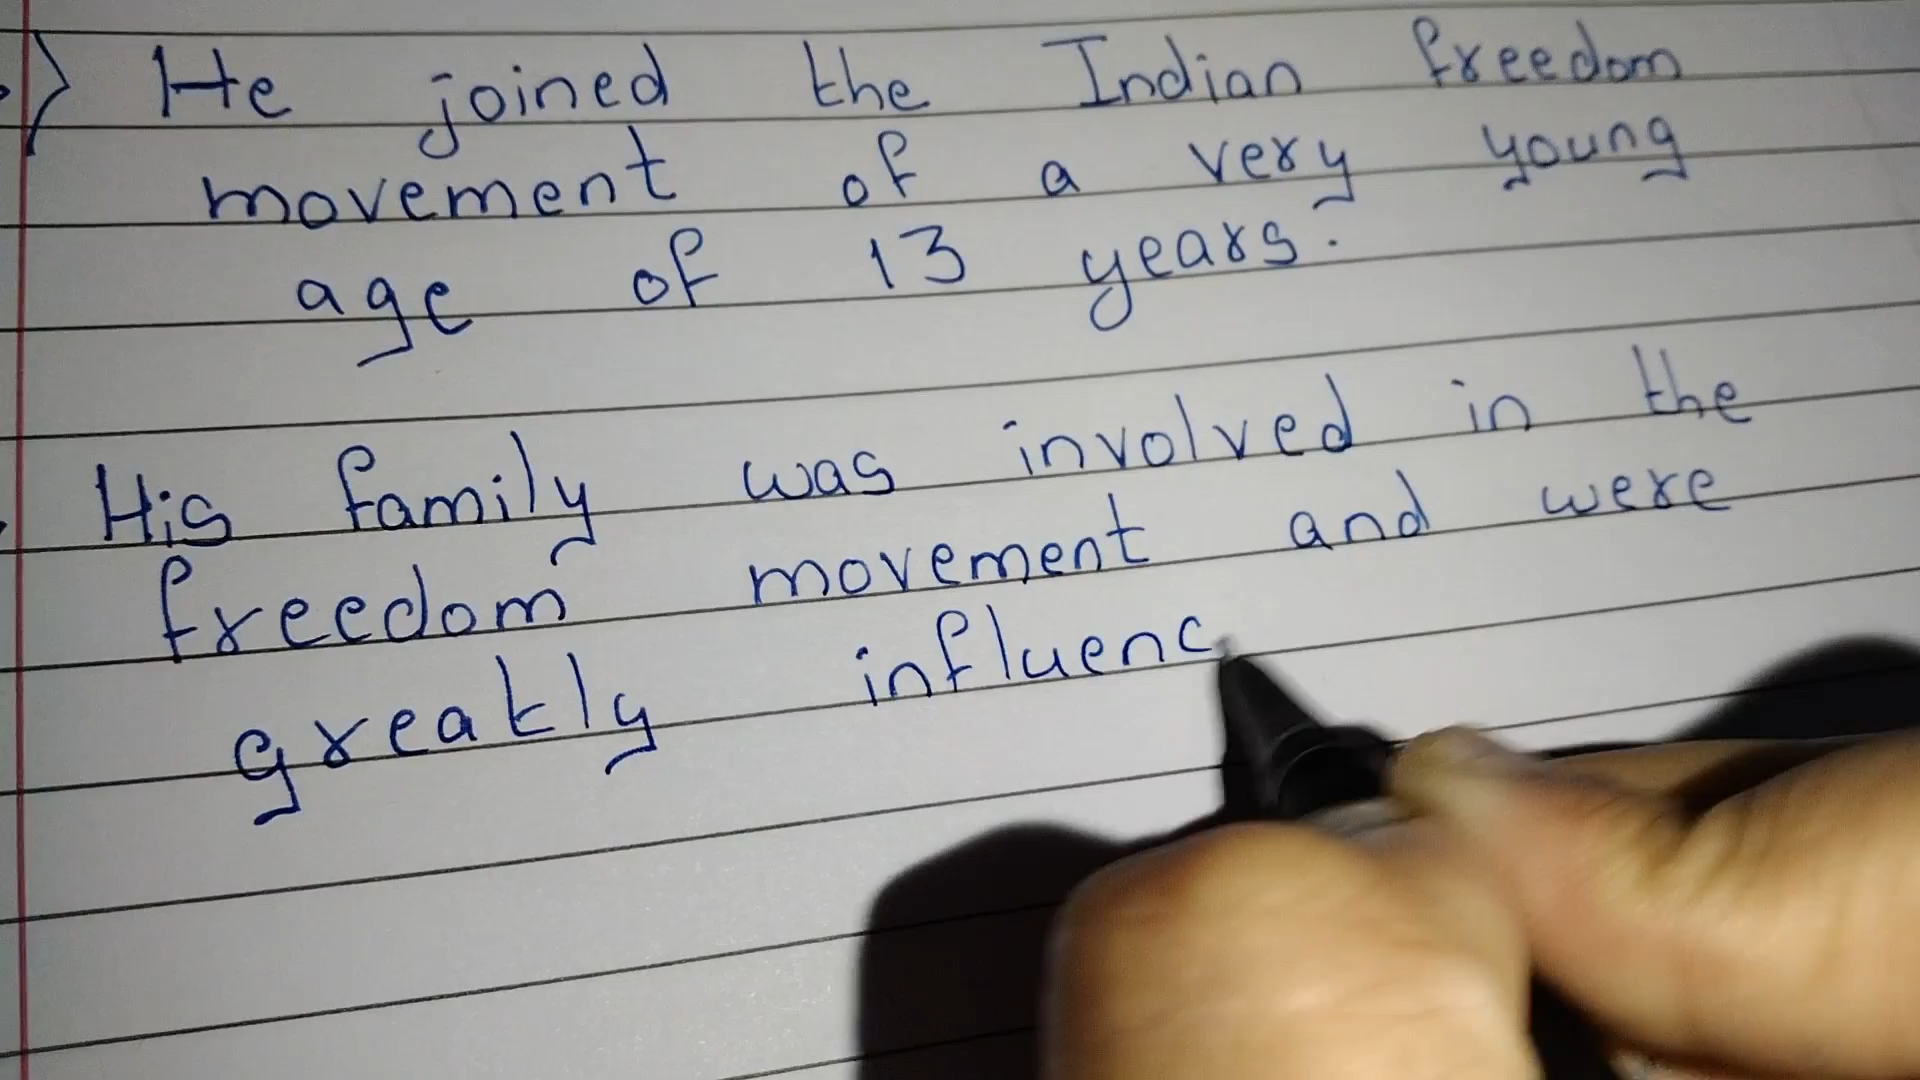 He joined the Indian freedom
movement of a very young
age of 13 years.
His family was involved in the
freedom movement and were
greatly influenc